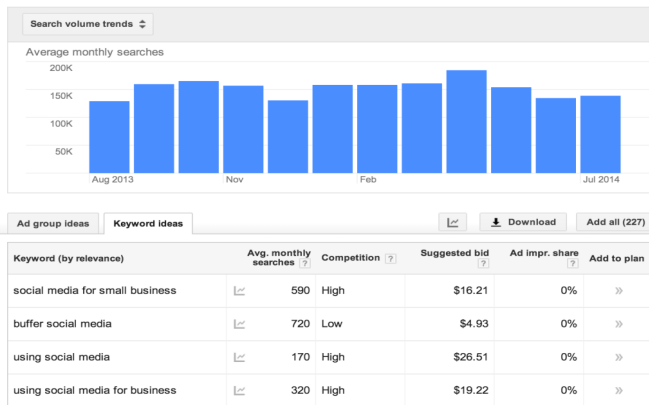 Search volume trends
Average monthly searches
200K
150K
100K
50K
Aug 2013 Nov Feb Jul 2014
Ad group ideas Keyword ideas Download Add all (227)
Keyword (by relevance) Avg. monthly searches ? Competition ? Suggested bid ? Ad impr. share ? Add to plan
social media for small business 590 High $16.21 0% »
buffer social media 720 Low $4.93 0% »
using social media 170 High $26.51 0% »
using social media for business 320 High $19.22 0% »